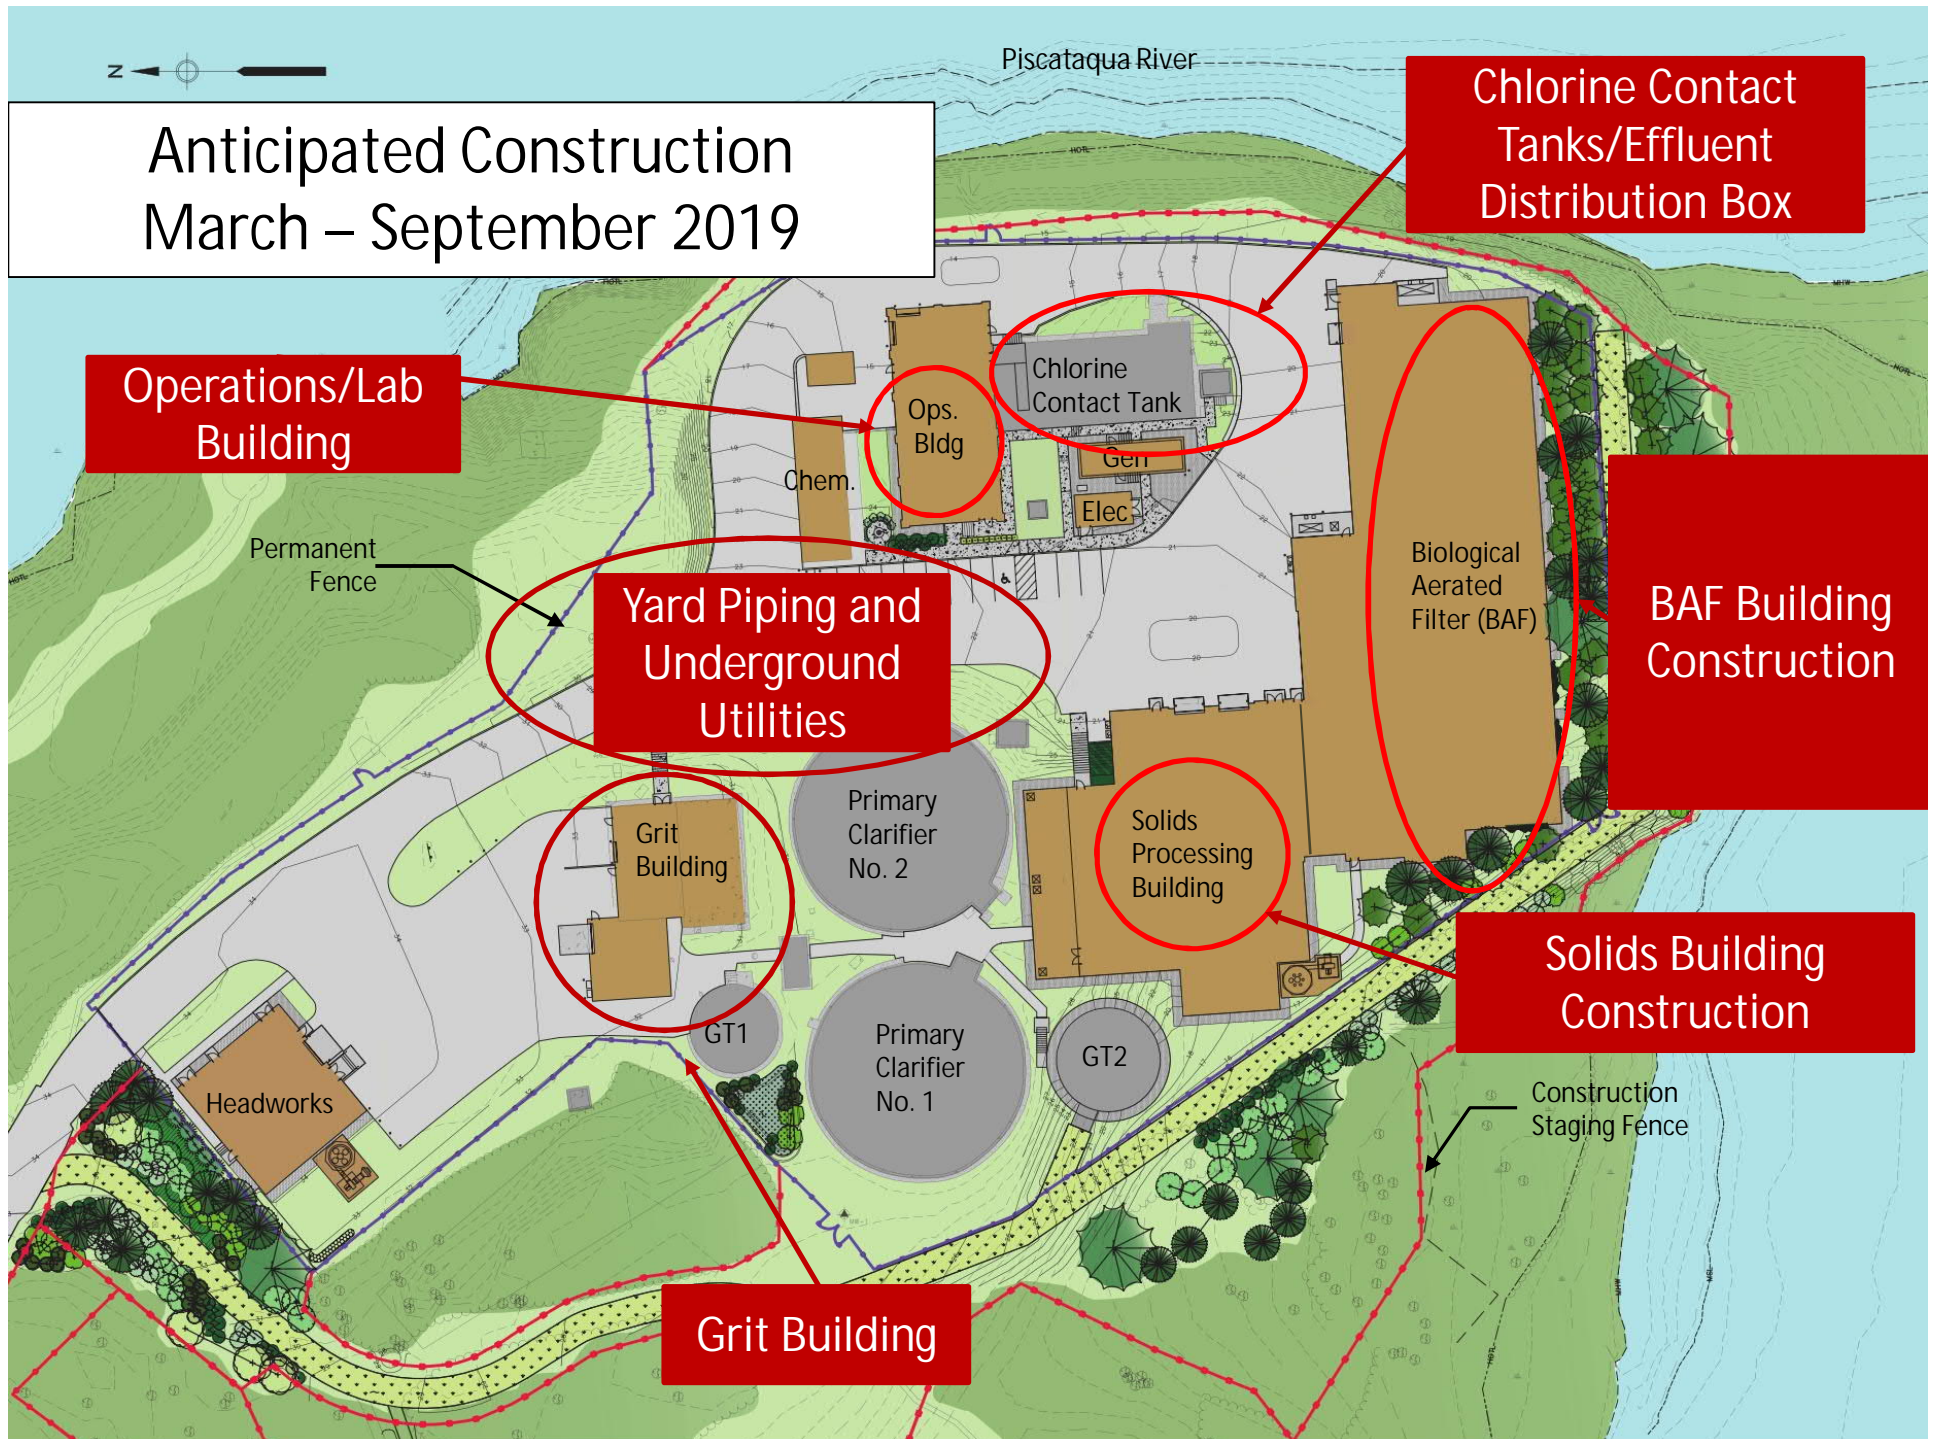 Piscataqua River
N
Anticipated Construction
March – September 2019
Chlorine Contact
Tanks/Effluent
Distribution Box
Operations/Lab
Building
Chlorine
Contact Tank
Ops.
Bldg
Gen
Chem.
Elec
Permanent
Fence
Yard Piping and
Underground
Utilities
Biological
Aerated
Filter (BAF)
BAF Building
Construction
Grit
Building
Primary
Clarifier
No. 2
Solids
Processing
Building
Solids Building
Construction
GT1
Primary
Clarifier
No. 1
GT2
Headworks
Construction
Staging Fence
Grit Building